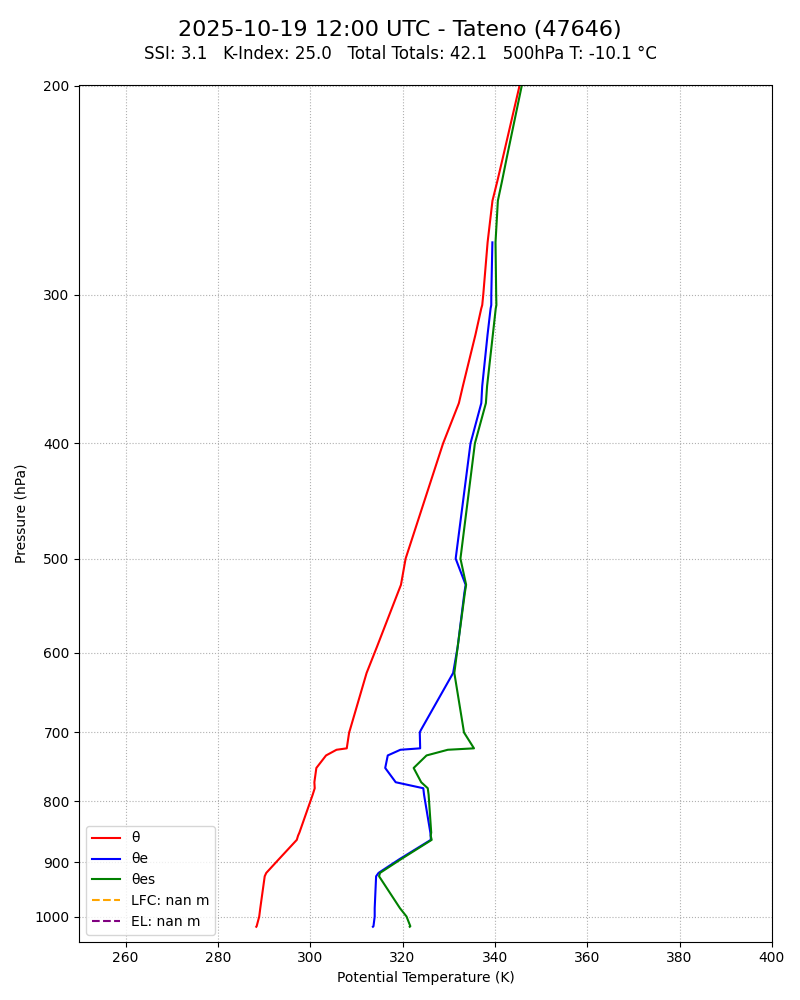 2025-10-19 12:00 UTC - Tateno (47646)
SSI: 3.1   K-Index: 25.0   Total Totals: 42.1   500hPa T: -10.1 °C
200
300
400
500
600
700
800
900
1000
Pressure (hPa)
θ
θe
θes
LFC: nan m
EL: nan m
260 280 300 320 340 360 380 400
Potential Temperature (K)